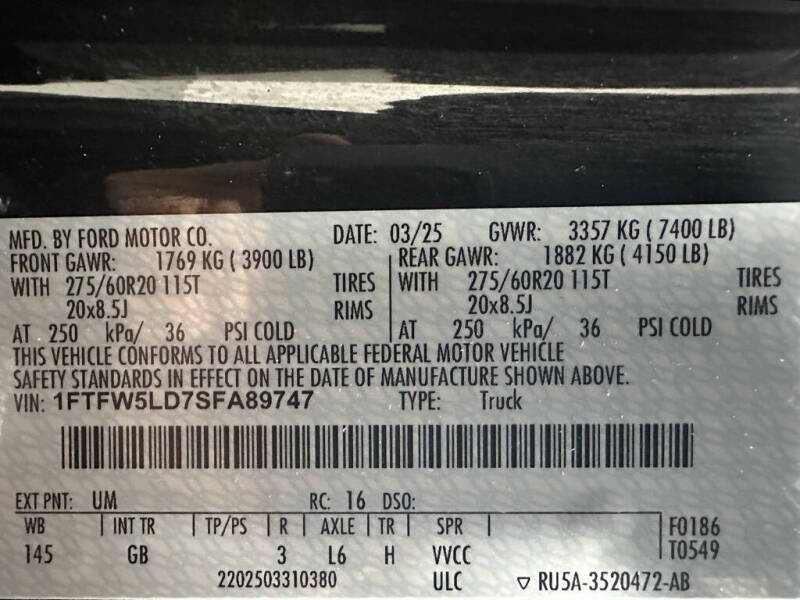 MFD. BY FORD MOTOR CO. DATE: 03/25 GVWR: 3357 KG ( 7400 LB)
FRONT GAWR: 1769 KG ( 3900 LB) REAR GAWR: 1882 KG ( 4150 LB)
WITH 275/60R20 115T TIRES WITH 275/60R20 115T TIRES
20x8.5J RIMS 20x8.5J RIMS
AT 250 kPa/ 36 PSI COLD AT 250 kPa/ 36 PSI COLD
THIS VEHICLE CONFORMS TO ALL APPLICABLE FEDERAL MOTOR VEHICLE
SAFETY STANDARDS IN EFFECT ON THE DATE OF MANUFACTURE SHOWN ABOVE.
VIN: 1FTFW5LD7SFA89747 TYPE: Truck
EXT PNT: UM RC: 16 DSO:
WB INT TR TP/PS R AXLE TR SPR F0186
145 GB 3 L6 H VVCC T0549
2202503310380 ULC ▽ RU5A-3520472-AB